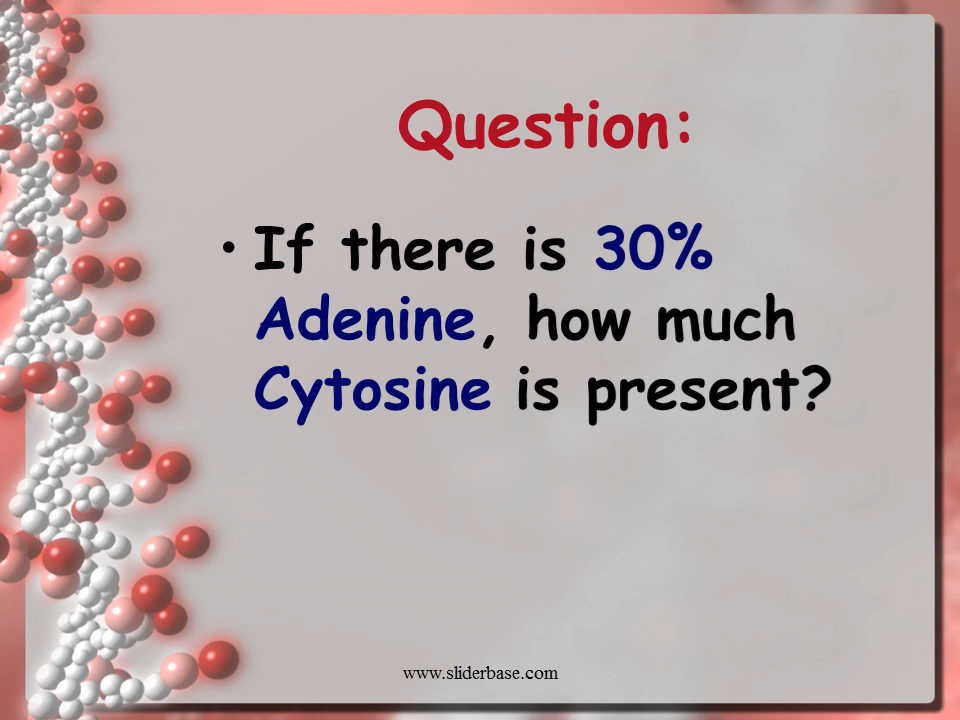 Question:
• If there is 30%
Adenine, how much
Cytosine is present?
www.sliderbase.com